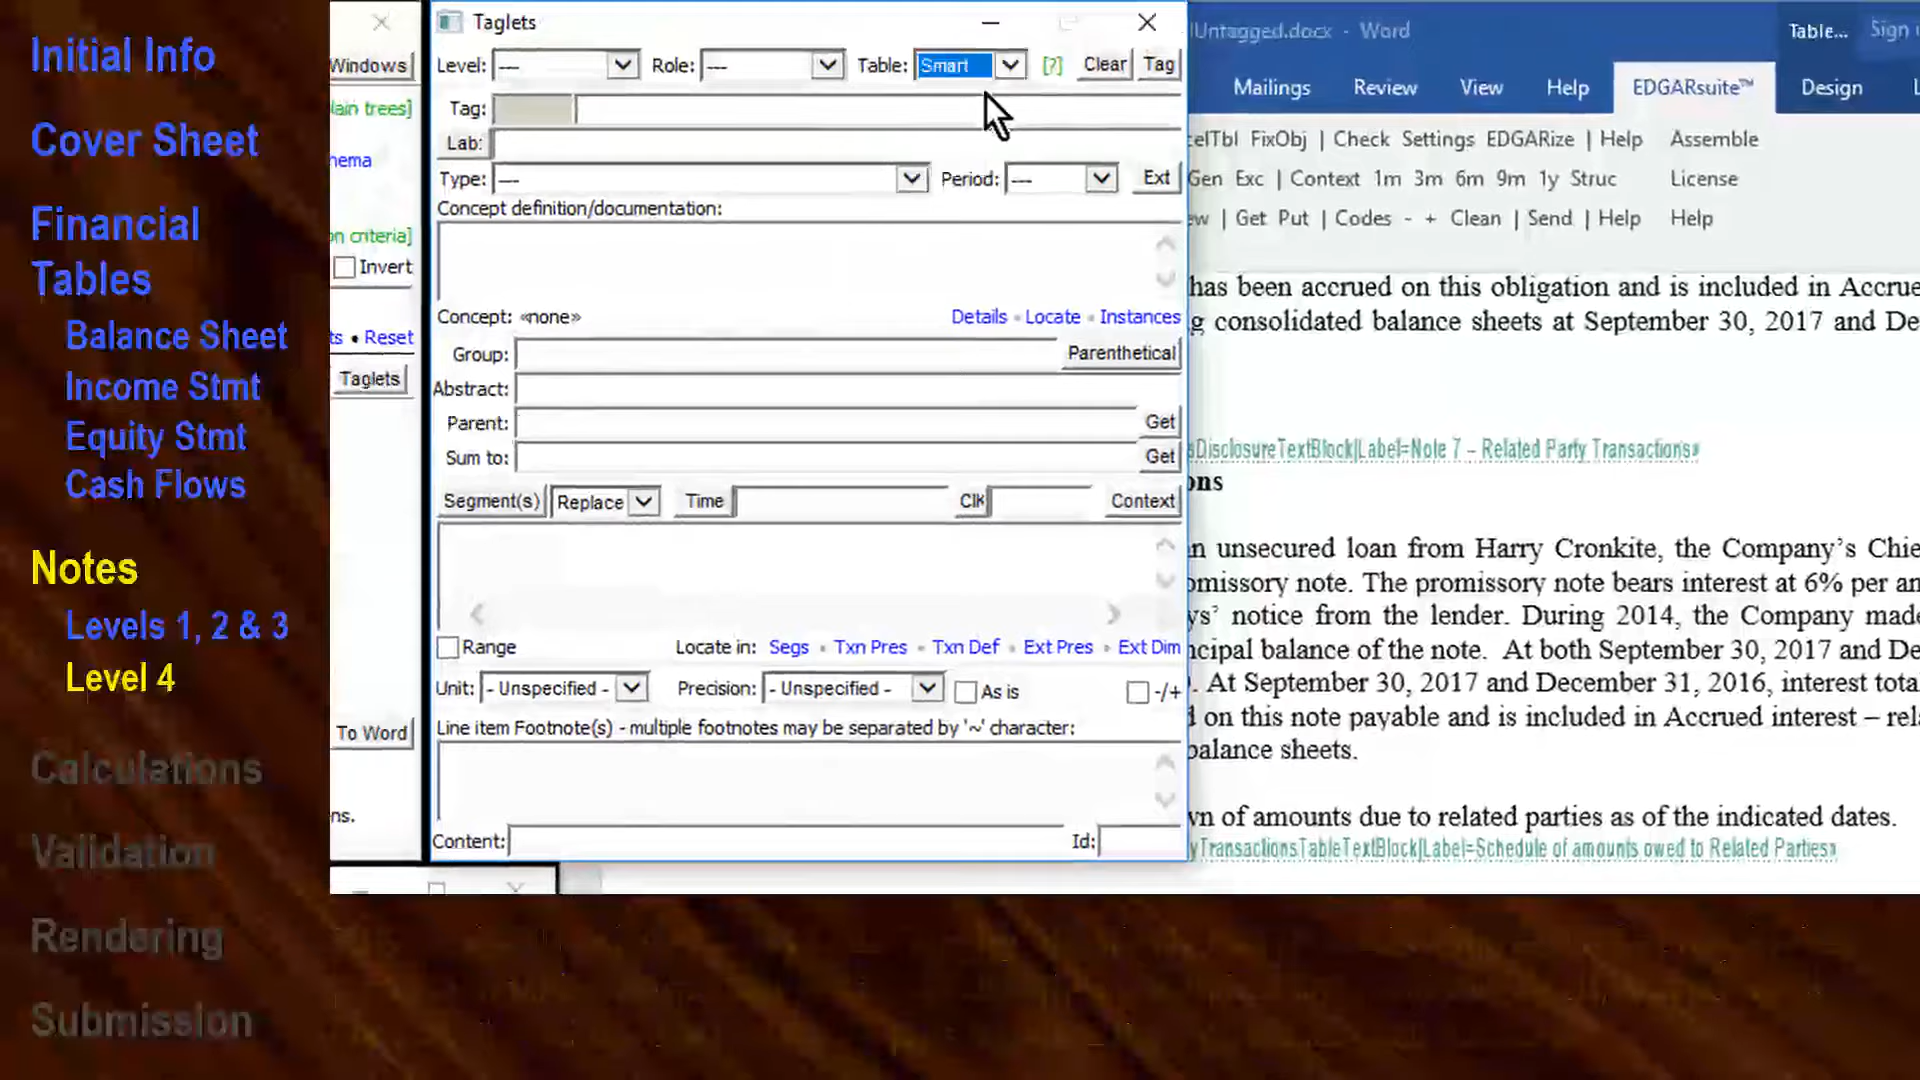 Initial Info
Cover Sheet
Financial
Tables
Balance Sheet
Income Stmt
Equity Stmt
Cash Flows
Notes
Levels 1, 2 & 3
Level 4
Calculations
Validation
Rendering
Submission
Windows
lain trees]
nema
on criteria]
Invert
ts • Reset
Taglets
To Word
ns.
Taglets
Level: --- Role: --- Table: Smart [?] Clear Tag
Tag:
Lab:
Type: --- Period: --- Ext
Concept definition/documentation:
Concept: «none» Details • Locate • Instances
Group: Parenthetical
Abstract:
Parent: Get
Sum to: Get
Segment(s) Replace Time Clk Context
Range Locate in: Segs • Txn Pres • Txn Def • Ext Pres • Ext Dim
Unit: - Unspecified - Precision: - Unspecified - As is -/+
Line item Footnote(s) - multiple footnotes may be separated by '~' character:
Content: Id:
Untagged.docx - Word Table... Sign i
Mailings Review View Help EDGARsuite™ Design L
celTbl FixObj | Check Settings EDGARize | Help Assemble
Gen Exc | Context 1m 3m 6m 9m 1y Struc License
ew | Get Put | Codes - + Clean | Send | Help Help
has been accrued on this obligation and is included in Accrue
g consolidated balance sheets at September 30, 2017 and De
sDisclosureTextBlock|Label=Note 7 – Related Party Transactions»
ons
n unsecured loan from Harry Cronkite, the Company’s Chie
omissory note. The promissory note bears interest at 6% per an
ys’ notice from the lender. During 2014, the Company made
ncipal balance of the note. At both September 30, 2017 and De
. At September 30, 2017 and December 31, 2016, interest tota
d on this note payable and is included in Accrued interest – rela
balance sheets.
wn of amounts due to related parties as of the indicated dates.
yTransactionsTableTextBlock|Label=Schedule of amounts owed to Related Parties»